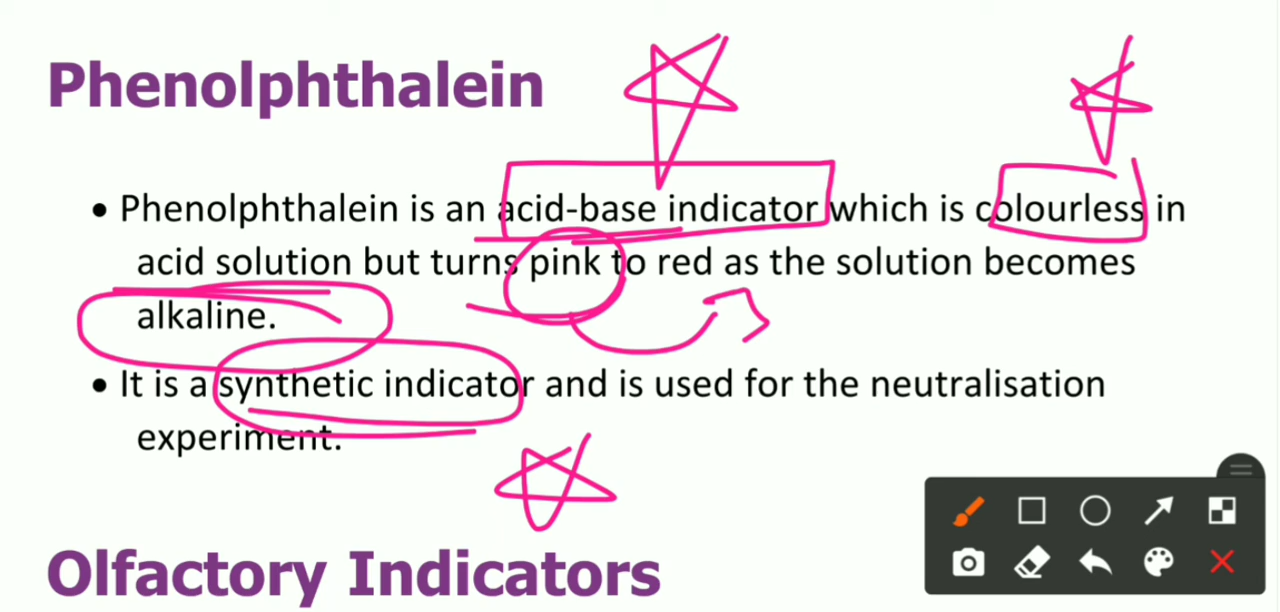 Phenolphthalein
• Phenolphthalein is an acid-base indicator which is colourless in
acid solution but turns pink to red as the solution becomes
alkaline.
• It is a synthetic indicator and is used for the neutralisation
experiment.
Olfactory Indicators